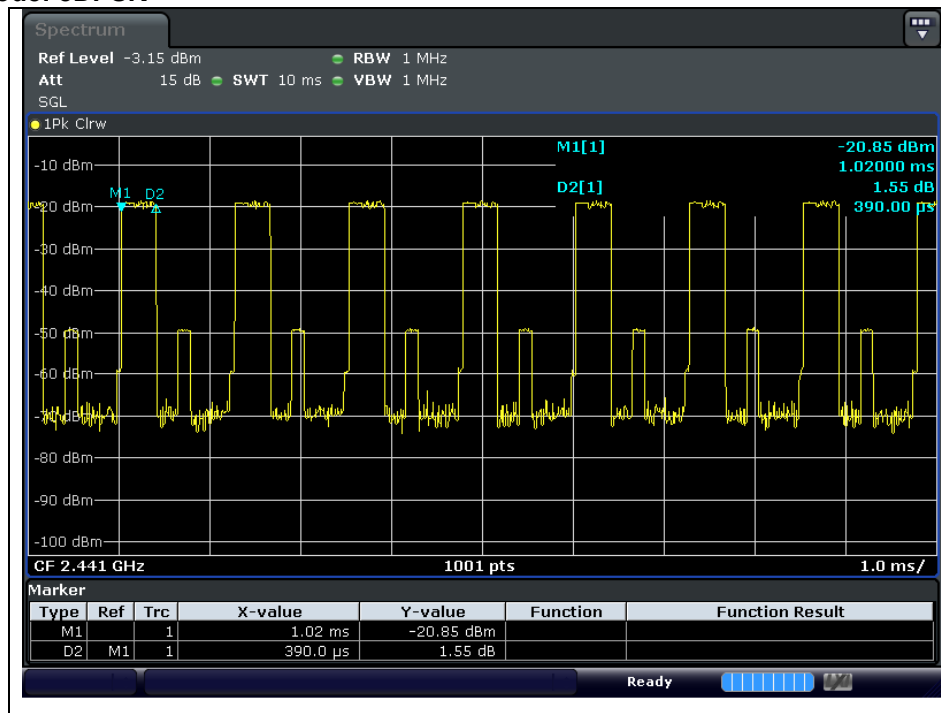 Spectrum
Ref Level -3.15 dBm RBW 1 MHz
Att 15 dB SWT 10 ms VBW 1 MHz
SGL
1Pk Clrw
M1[1] -20.85 dBm
1.02000 ms
D2[1] 1.55 dB
390.00 µs
M1 D2
-10 dBm
-20 dBm
-30 dBm
-40 dBm
-50 dBm
-60 dBm
-80 dBm
-90 dBm
-100 dBm
CF 2.441 GHz 1001 pts 1.0 ms/
Marker
Type Ref Trc X-value Y-value Function Function Result
M1 1 1.02 ms -20.85 dBm
D2 M1 1 390.0 µs 1.55 dB
Ready